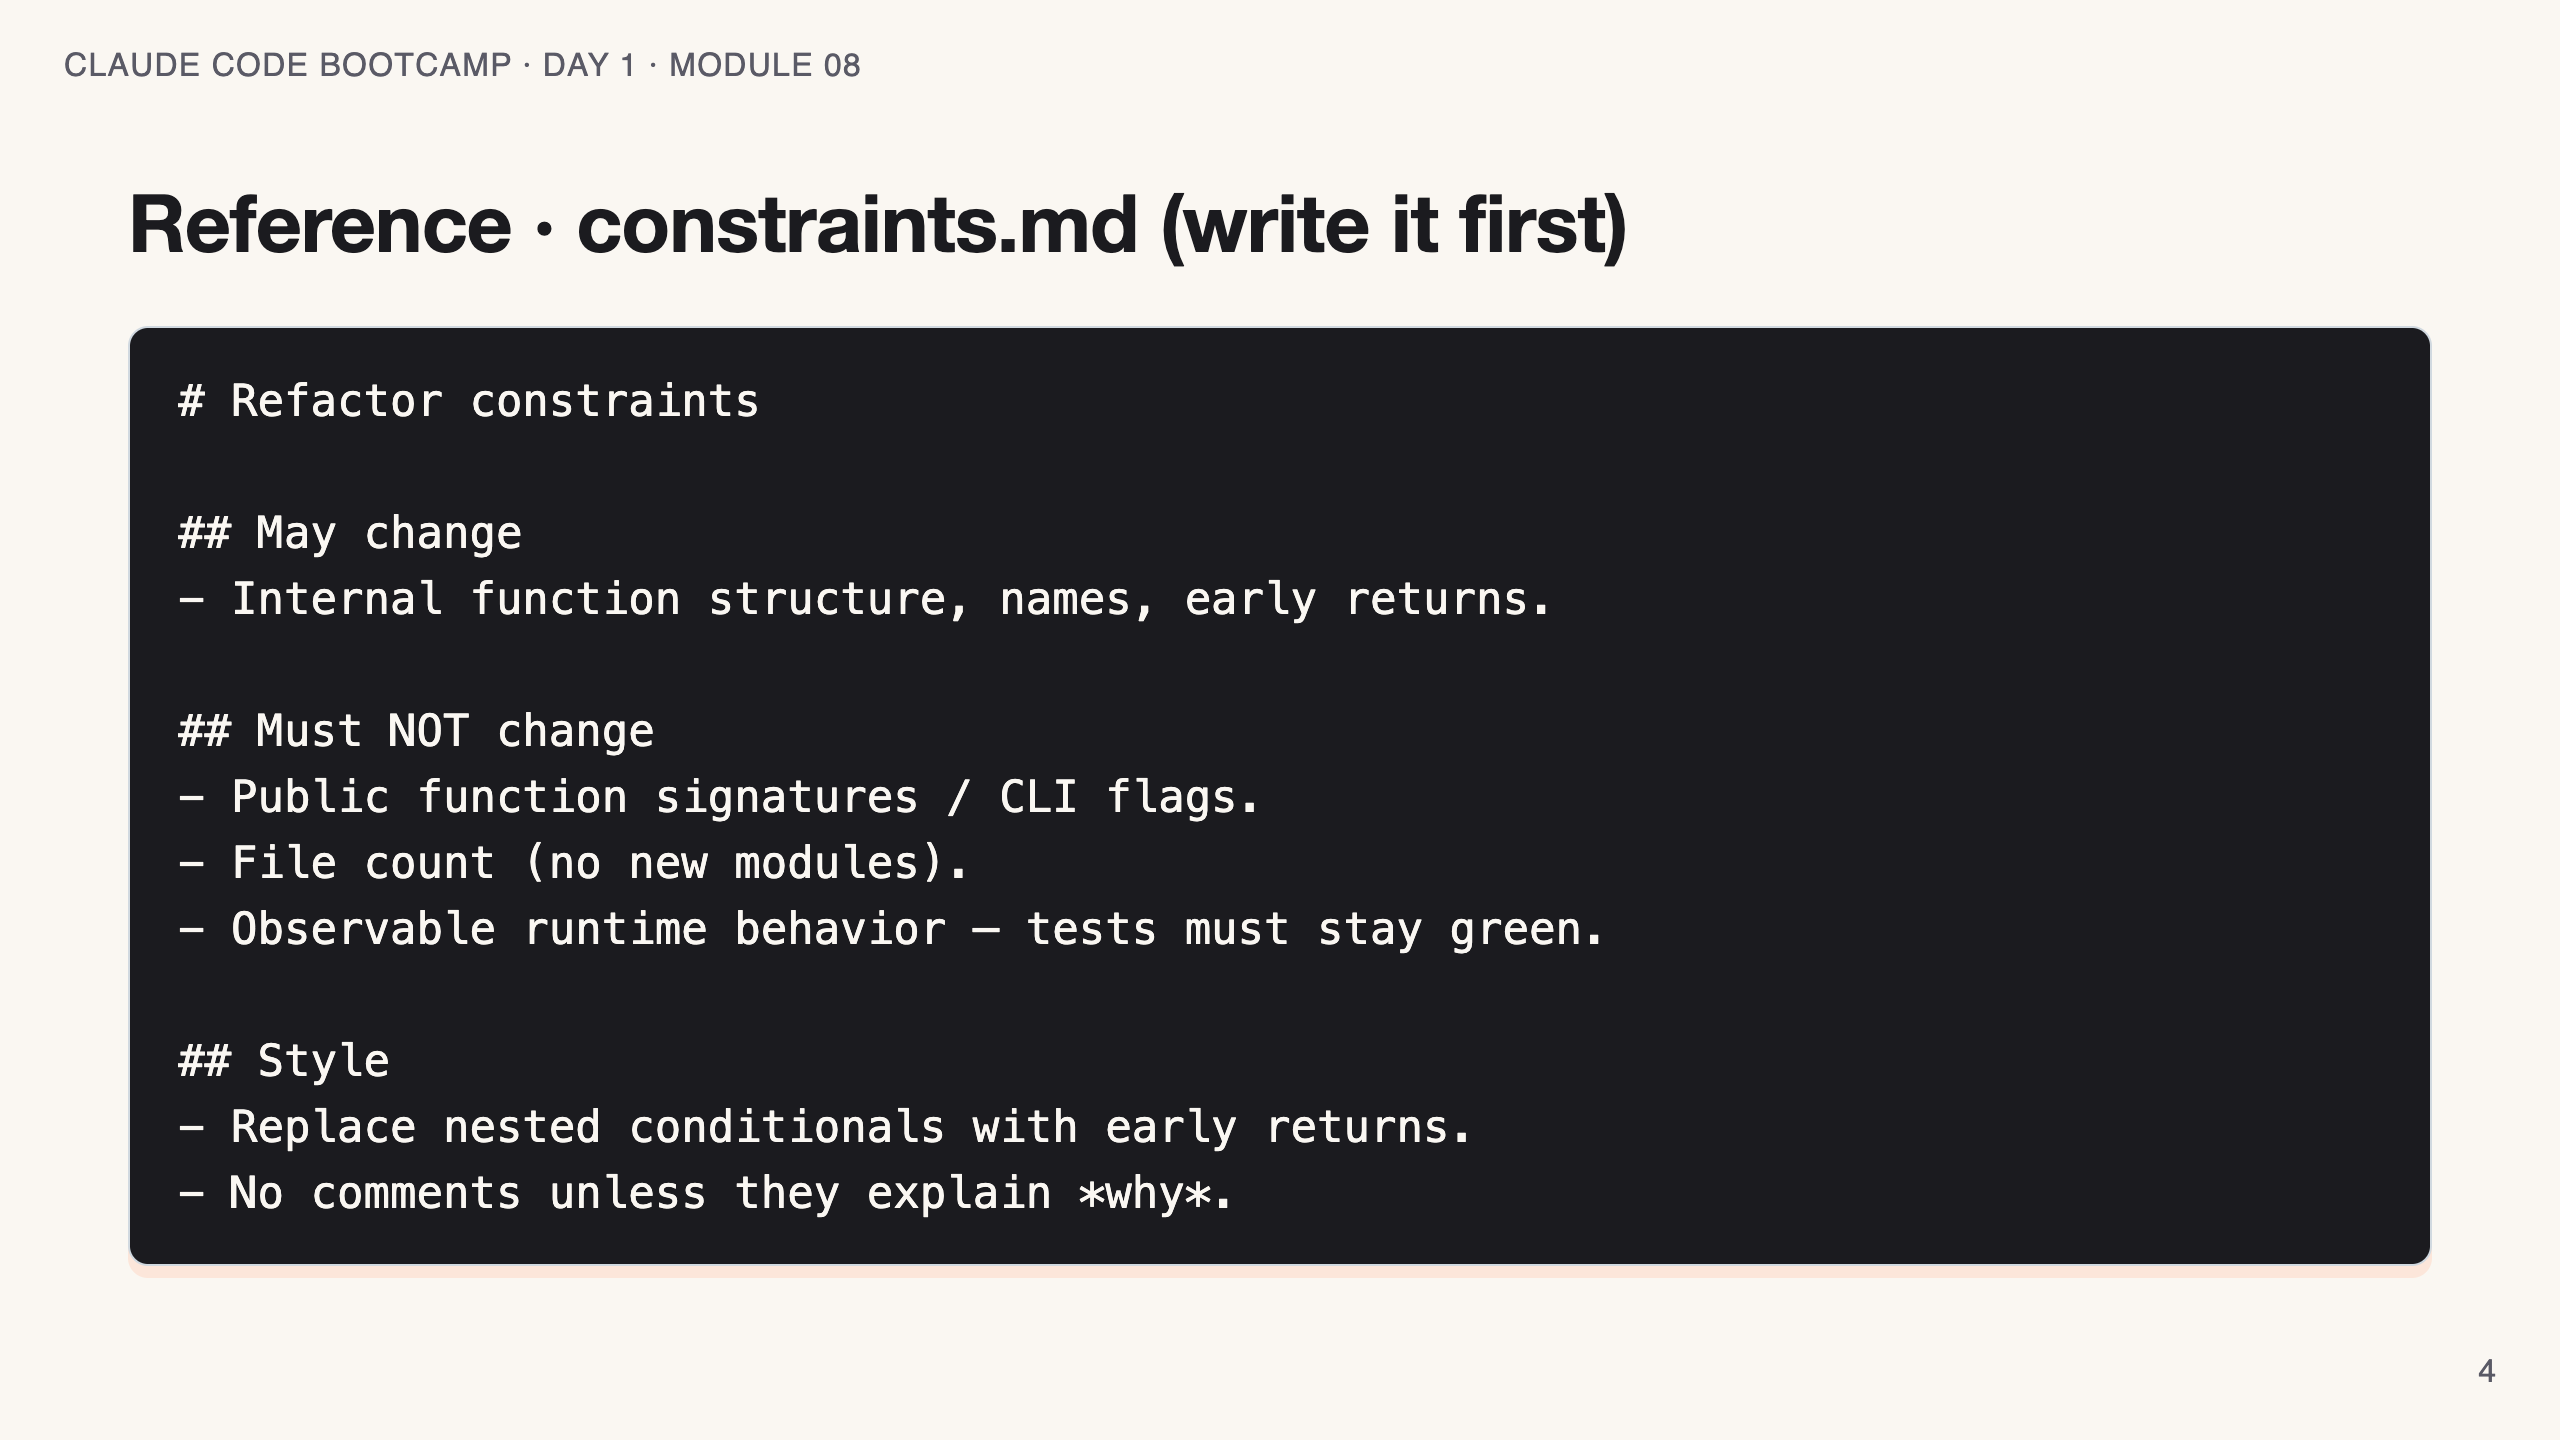 CLAUDE CODE BOOTCAMP · DAY 1 · MODULE 08
Reference · constraints.md (write it first)
# Refactor constraints
## May change
- Internal function structure, names, early returns.
## Must NOT change
- Public function signatures / CLI flags.
- File count (no new modules).
- Observable runtime behavior — tests must stay green.
## Style
- Replace nested conditionals with early returns.
- No comments unless they explain *why*.
4